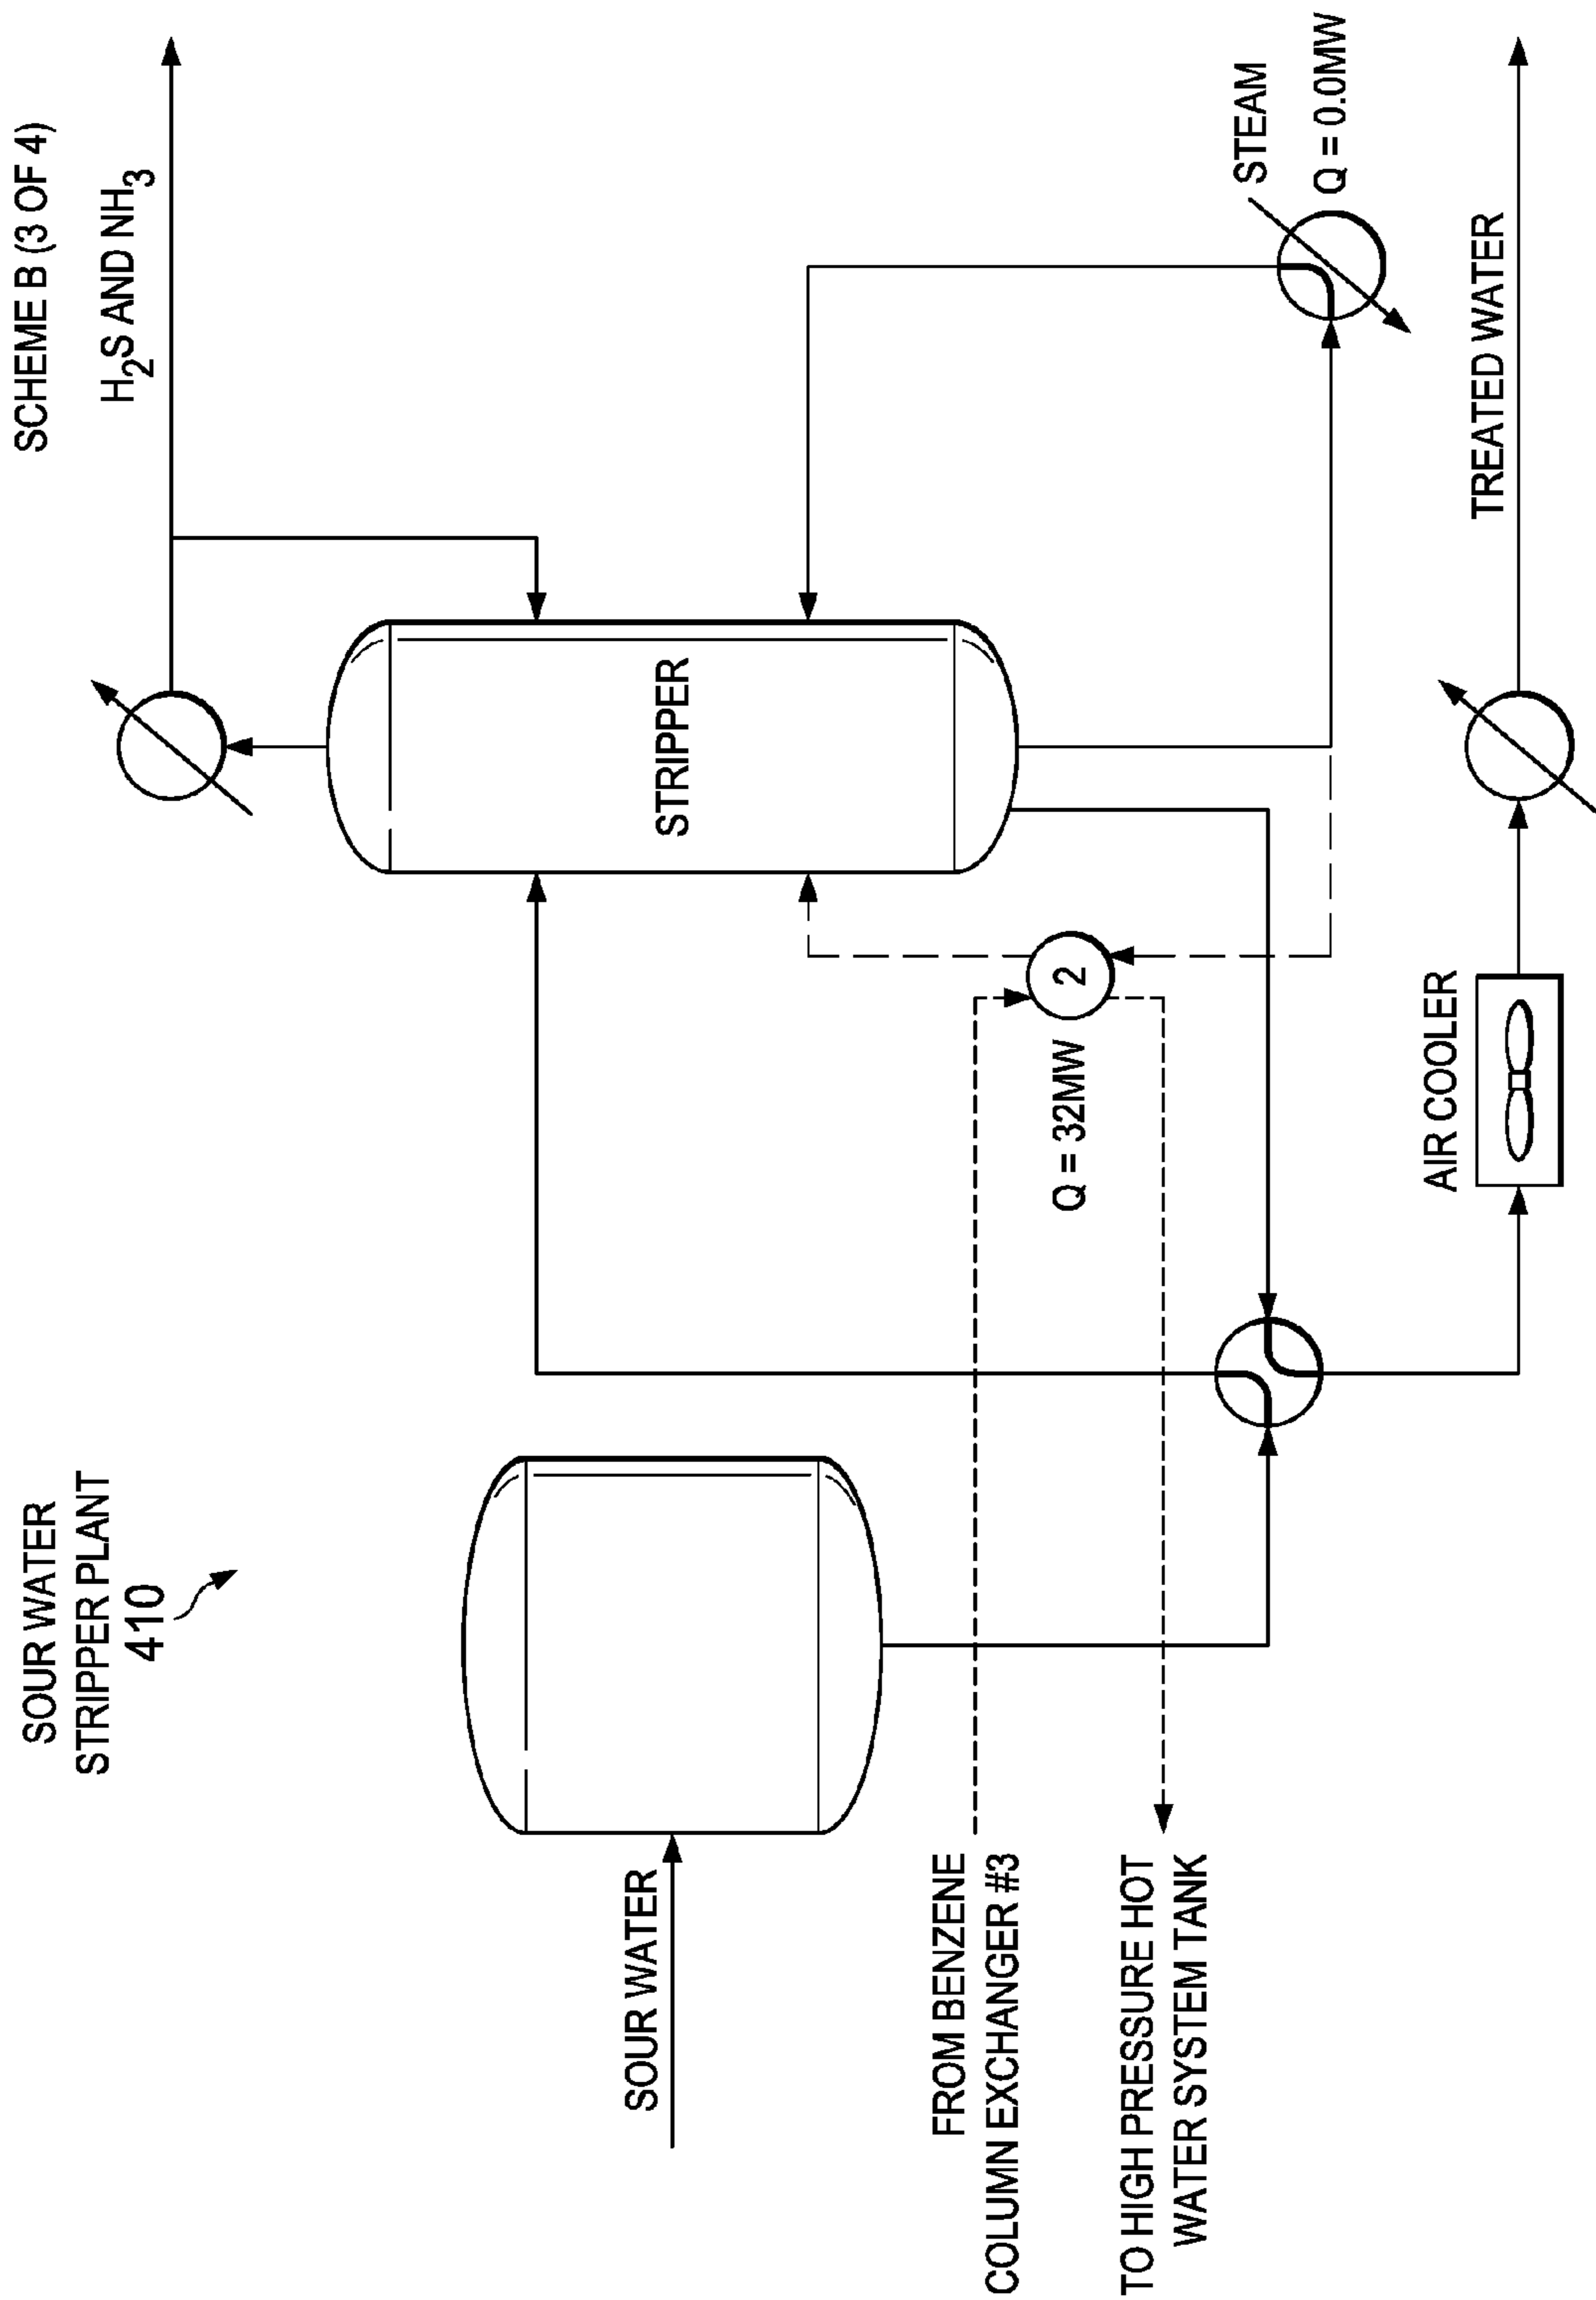 SCHEME B (3 OF 4)
SOUR WATER
STRIPPER PLANT
410
H2S AND NH3
SOUR WATER
STRIPPER
FROM BENZENE
COLUMN EXCHANGER #3
TO HIGH PRESSURE HOT
WATER SYSTEM TANK
2
Q = 32MW
STEAM
Q = 0.0MW
AIR COOLER
TREATED WATER